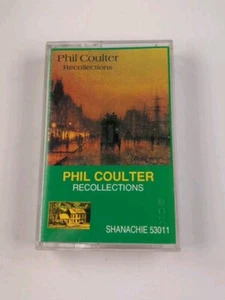 Phil Coulter
Recollections
PHIL COULTER
RECOLLECTIONS
SHANACHIE 53011